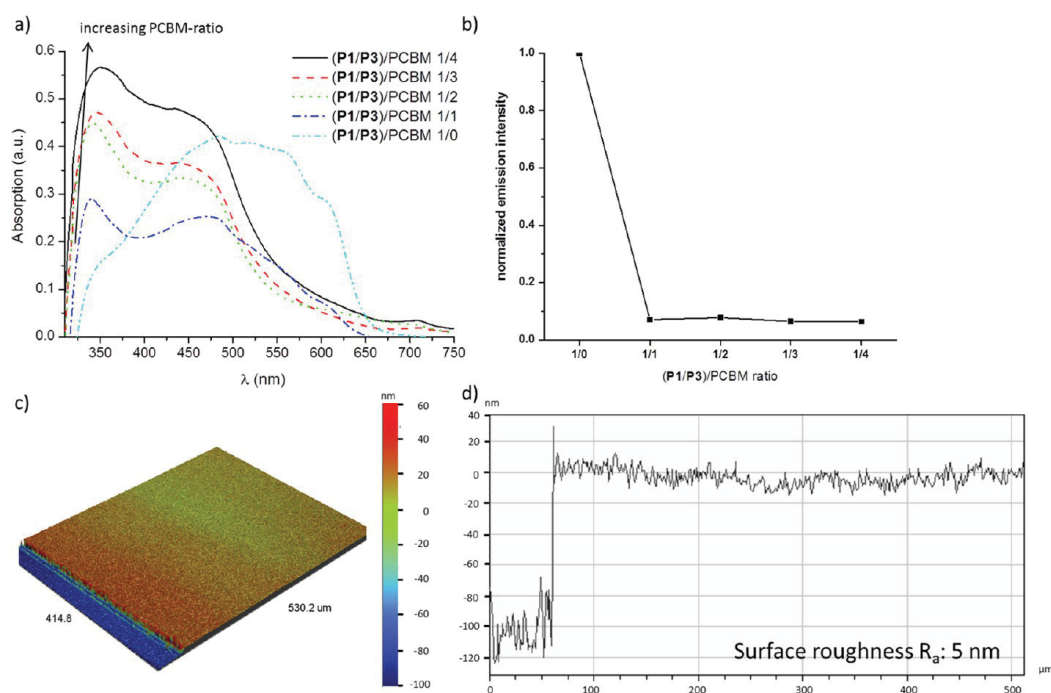 a)
increasing PCBM-ratio
0.6
0.5
0.4
0.3
0.2
0.1
0.0
Absorption (a.u.)
(P1/P3)/PCBM 1/4
(P1/P3)/PCBM 1/3
(P1/P3)/PCBM 1/2
(P1/P3)/PCBM 1/1
(P1/P3)/PCBM 1/0
350 400 450 500 550 600 650 700 750
λ (nm)
b)
1.0
0.8
0.6
0.4
0.2
0.0
normalized emission intensity
1/0 1/1 1/2 1/3 1/4
(P1/P3)/PCBM ratio
c)
414.8
530.2 um
nm
60
40
20
0
-20
-40
-60
-80
-100
d)
nm
40
20
0
-20
-40
-60
-80
-100
-120
Surface roughness Ra: 5 nm
0 100 200 300 400 500
μm